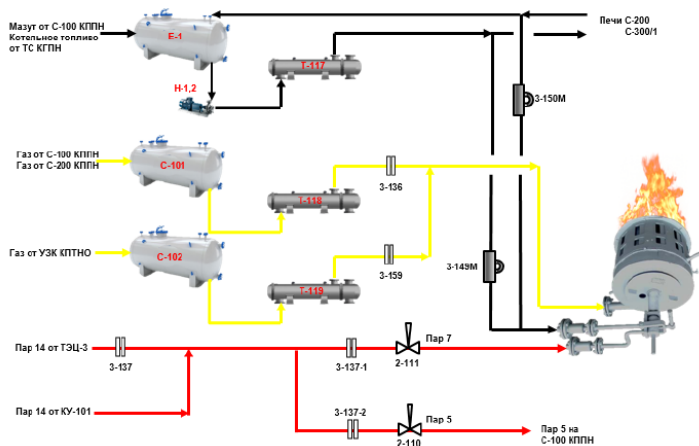 Мазут от С-100 КППН
Котельное топливо
от ТС КГПН
Е-1
Н-1,2
Т-117
Печи С-200
С-300/1
3-150М
Газ от С-100 КППН
Газ от С-200 КППН
С-101
Т-118
3-136
Газ от УЗК КПТНО
С-102
Т-119
3-159
3-149М
Пар 14 от ТЭЦ-3
3-137
3-137-1
Пар 7
2-111
Пар 14 от КУ-101
3-137-2
Пар 5
2-110
Пар 5 на
С-100 КППН